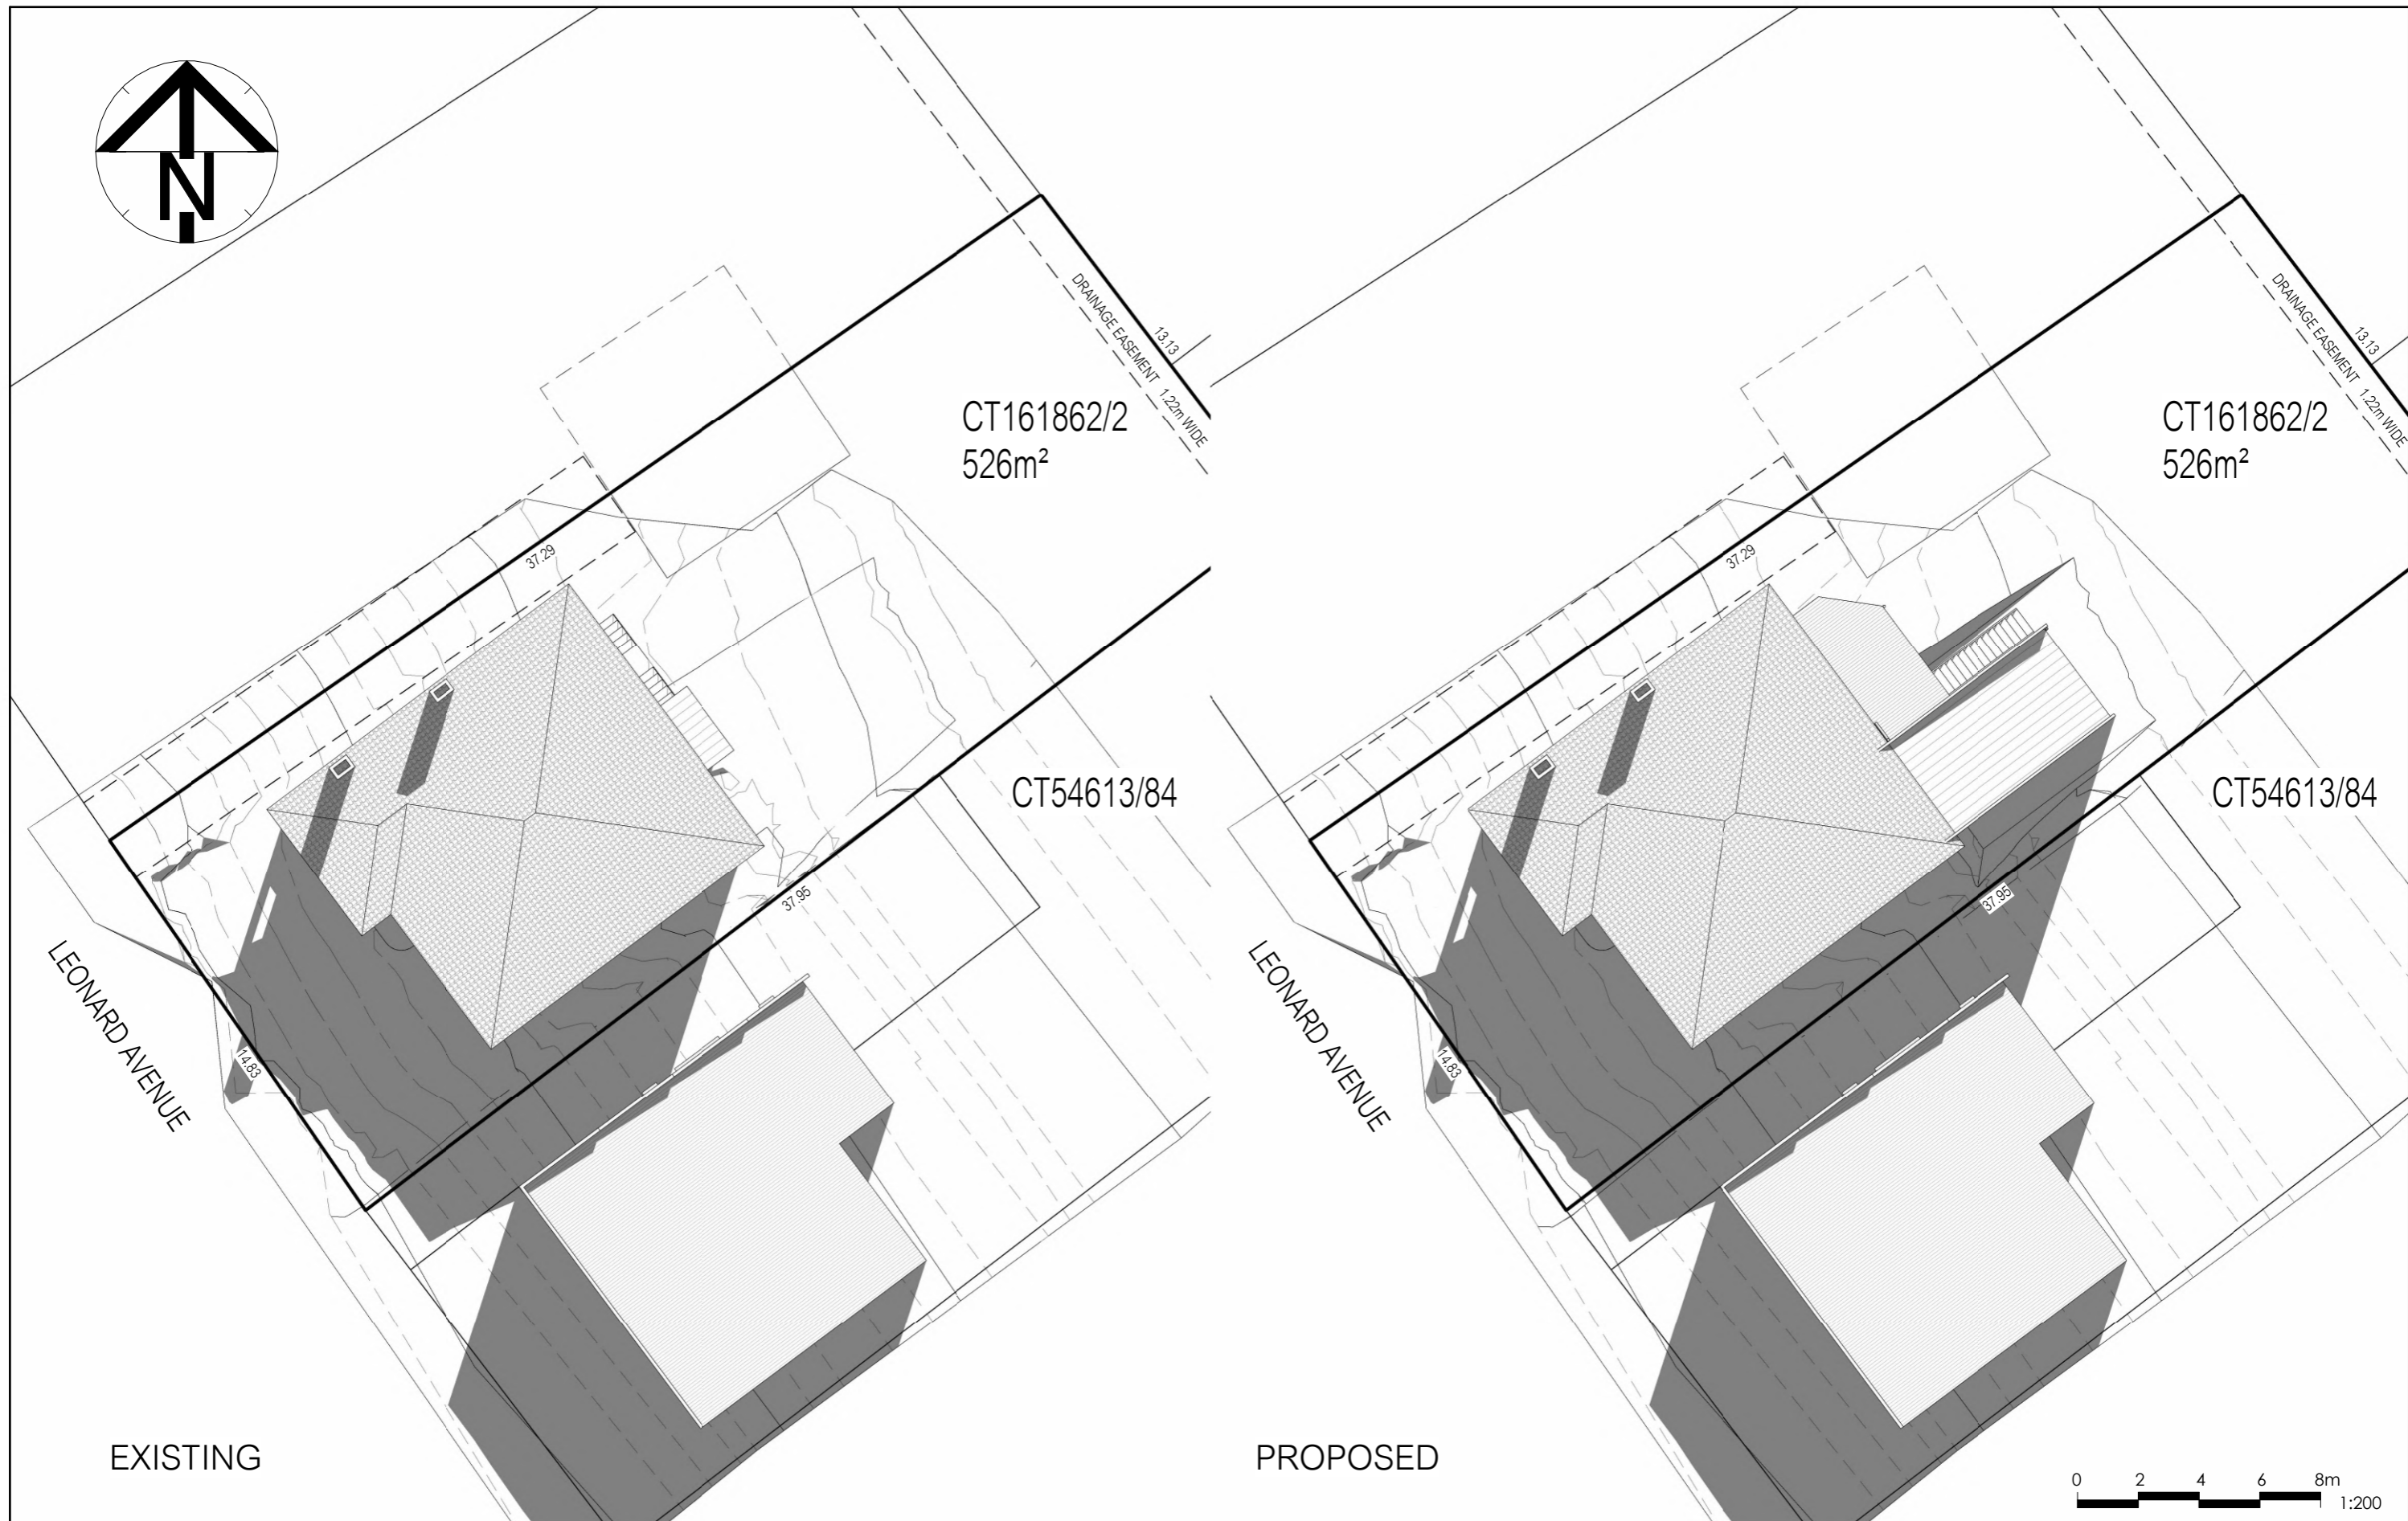 N
DRAINAGE EASEMENT 1.22m WIDE
13.13
CT161862/2
526m²
37.29
CT54613/84
37.95
LEONARD AVENUE
14.83
EXISTING
DRAINAGE EASEMENT 1.22m WIDE
13.13
CT161862/2
526m²
37.29
CT54613/84
37.95
LEONARD AVENUE
14.83
PROPOSED
0 2 4 6 8m
1:200